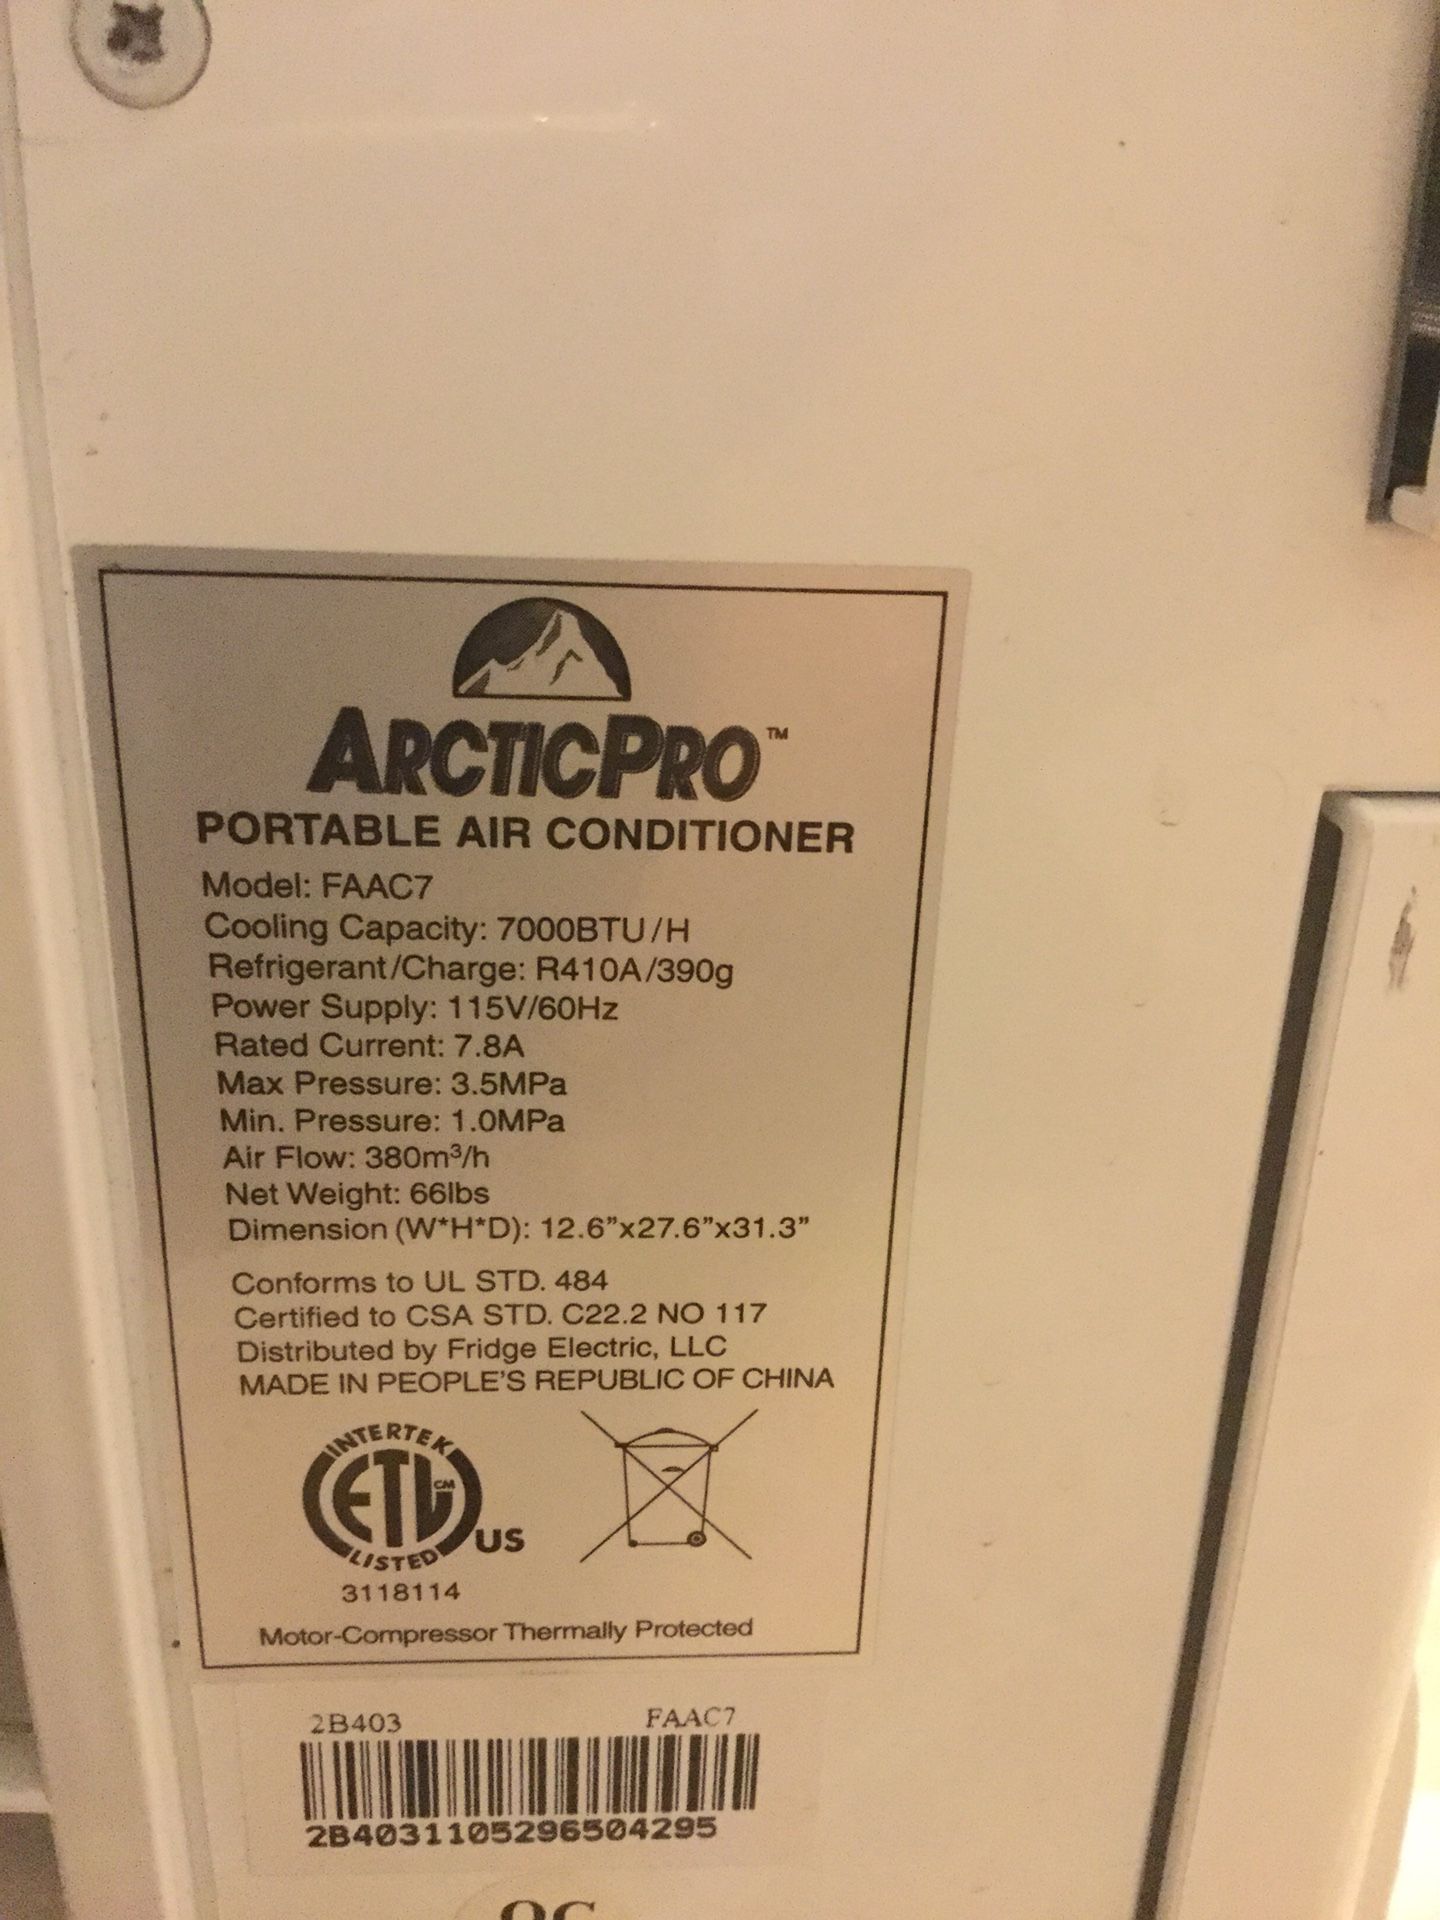 ARCTICPRO™
PORTABLE AIR CONDITIONER
Model: FAAC7
Cooling Capacity: 7000BTU/H
Refrigerant/Charge: R410A/390g
Power Supply: 115V/60Hz
Rated Current: 7.8A
Max Pressure: 3.5MPa
Min. Pressure: 1.0MPa
Air Flow: 380m³/h
Net Weight: 66lbs
Dimension (W*H*D): 12.6”x27.6”x31.3”
Conforms to UL STD. 484
Certified to CSA STD. C22.2 NO 117
Distributed by Fridge Electric, LLC
MADE IN PEOPLE'S REPUBLIC OF CHINA
INTERTEK
ETL CM
US
LISTED
3118114
Motor-Compressor Thermally Protected
2B403 FAAC7
2B4031105296504295
QC